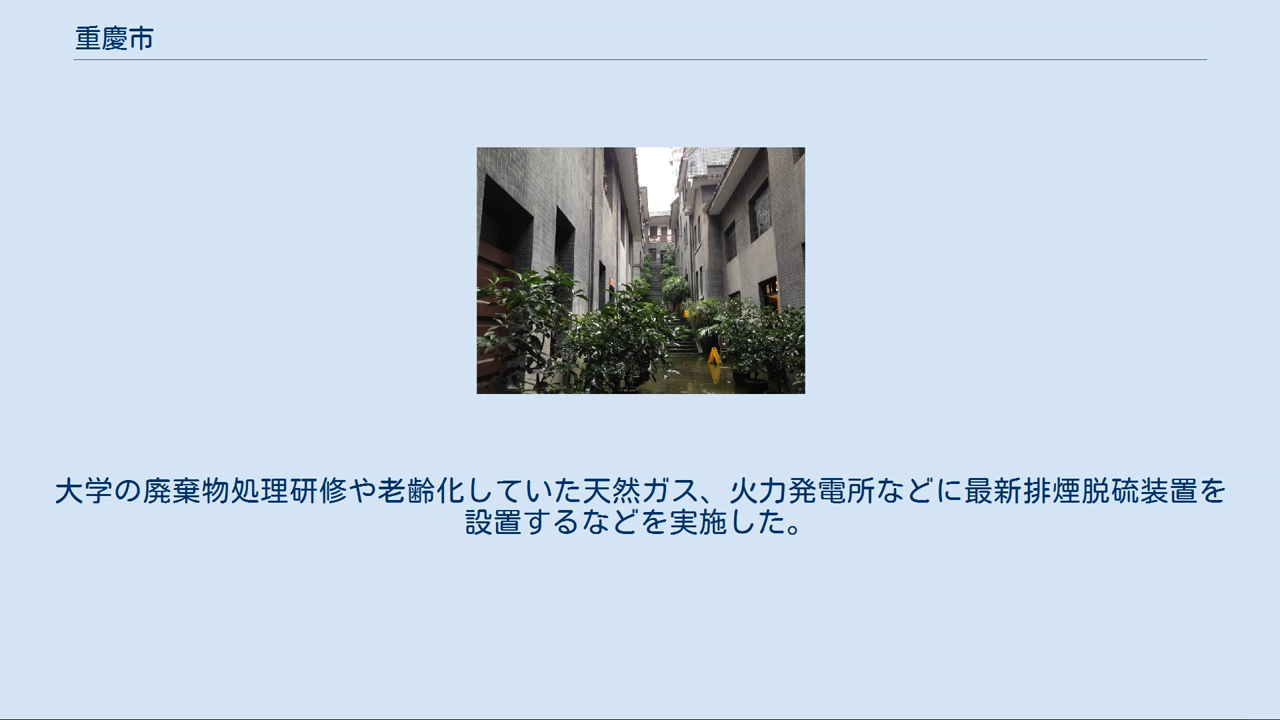 重慶市
大学の廃棄物処理研修や老齢化していた天然ガス、火力発電所などに最新排煙脱硫装置を
設置するなどを実施した。